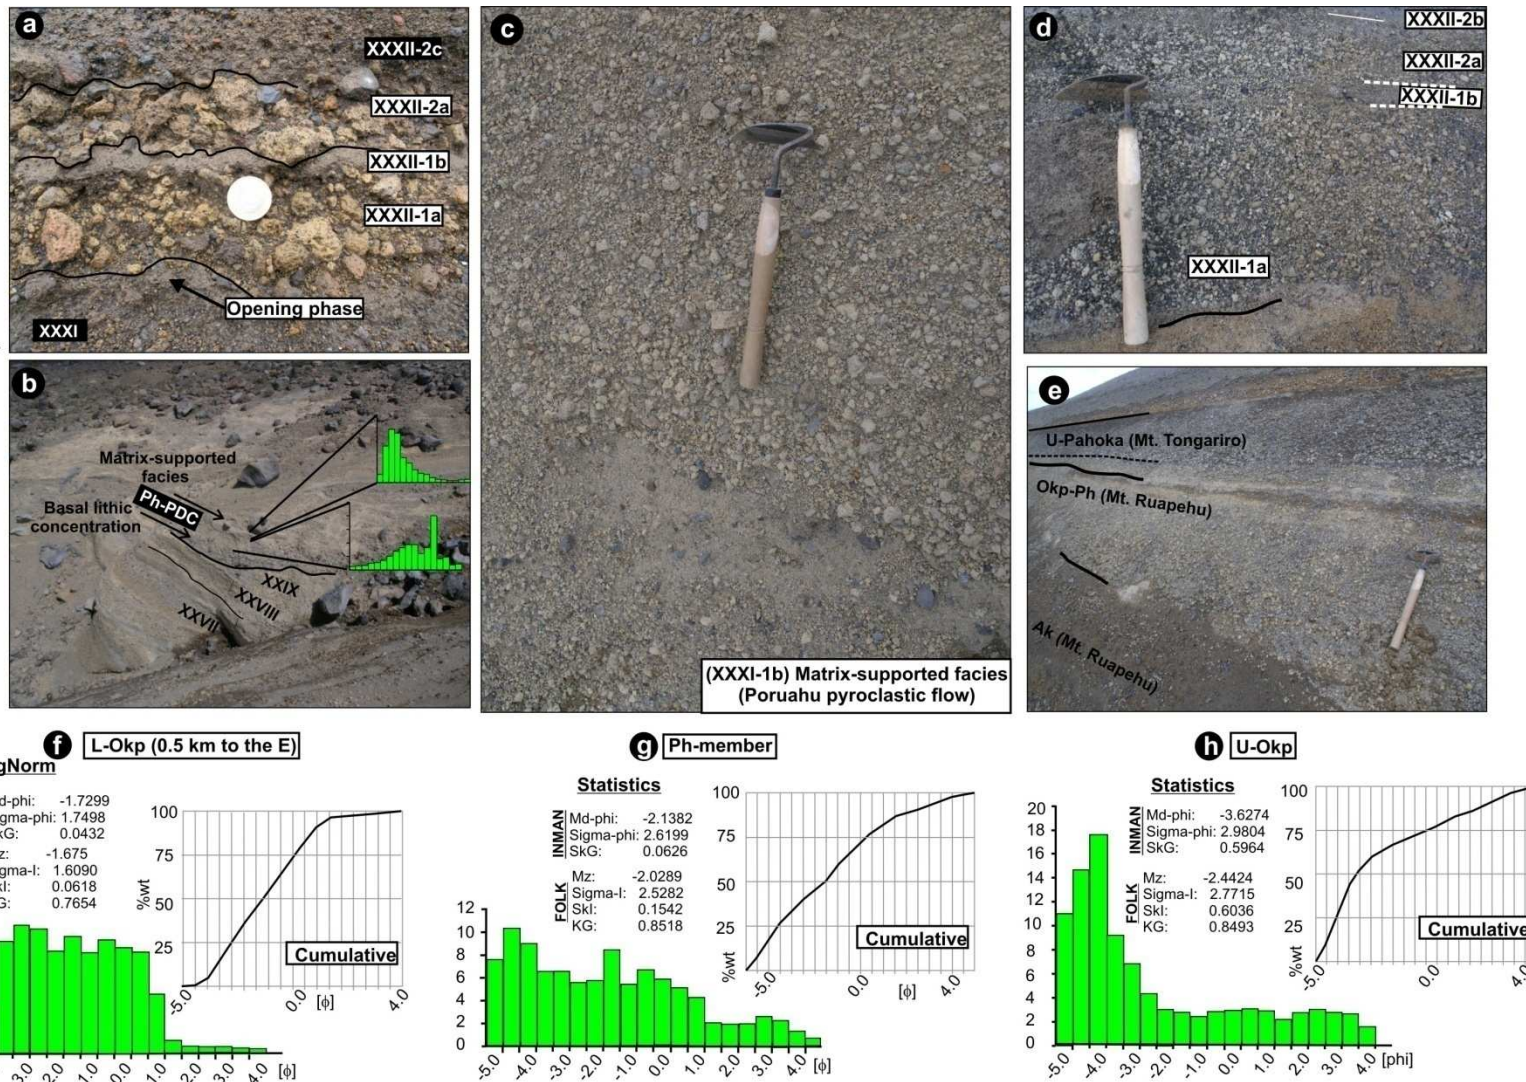 a
XXXII-2c
XXXII-2a
XXXII-1b
XXXII-1a
Opening phase
XXXI
b
Matrix-supported
facies
Ph-PDC
Basal lithic
concentration
XXIX
XXVIII
XXVII
c
(XXXI-1b) Matrix-supported facies
(Poruahu pyroclastic flow)
d
XXXII-2b
XXXII-2a
XXXII-1b
XXXII-1a
e
U-Pahoka (Mt. Tongariro)
Okp-Ph (Mt. Ruapehu)
Ak (Mt. Ruapehu)
f L-Okp (0.5 km to the E)
gNorm
d-phi: -1.7299
igma-phi: 1.7498
kG: 0.0432
z: -1.675
igma-I: 1.6090
kI: 0.0618
G: 0.7654
100
75
50
25
%wt
Cumulative
-5.0 0.0 [ϕ] 4.0
3.0 2.0 1.0 0.0 1.0 2.0 3.0 4.0 [ϕ]
g Ph-member
Statistics
INMAN
Md-phi: -2.1382
Sigma-phi: 2.6199
SkG: 0.0626
FOLK
Mz: -2.0289
Sigma-I: 2.5282
SkI: 0.1542
KG: 0.8518
100
75
50
25
%wt
Cumulative
-5.0 0.0 [ϕ] 4.0
12
10
8
6
4
2
0
-5.0 -4.0 -3.0 -2.0 -1.0 0.0 1.0 2.0 3.0 4.0 [ϕ]
h U-Okp
Statistics
INMAN
Md-phi: -3.6274
Sigma-phi: 2.9804
SkG: 0.5964
FOLK
Mz: -2.4424
Sigma-I: 2.7715
SkI: 0.6036
KG: 0.8493
100
75
50
25
%wt
Cumulative
-5.0 0.0 4.0
20
18
16
14
12
10
8
6
4
2
0
-5.0 -4.0 -3.0 -2.0 -1.0 0.0 1.0 2.0 3.0 4.0 [phi]